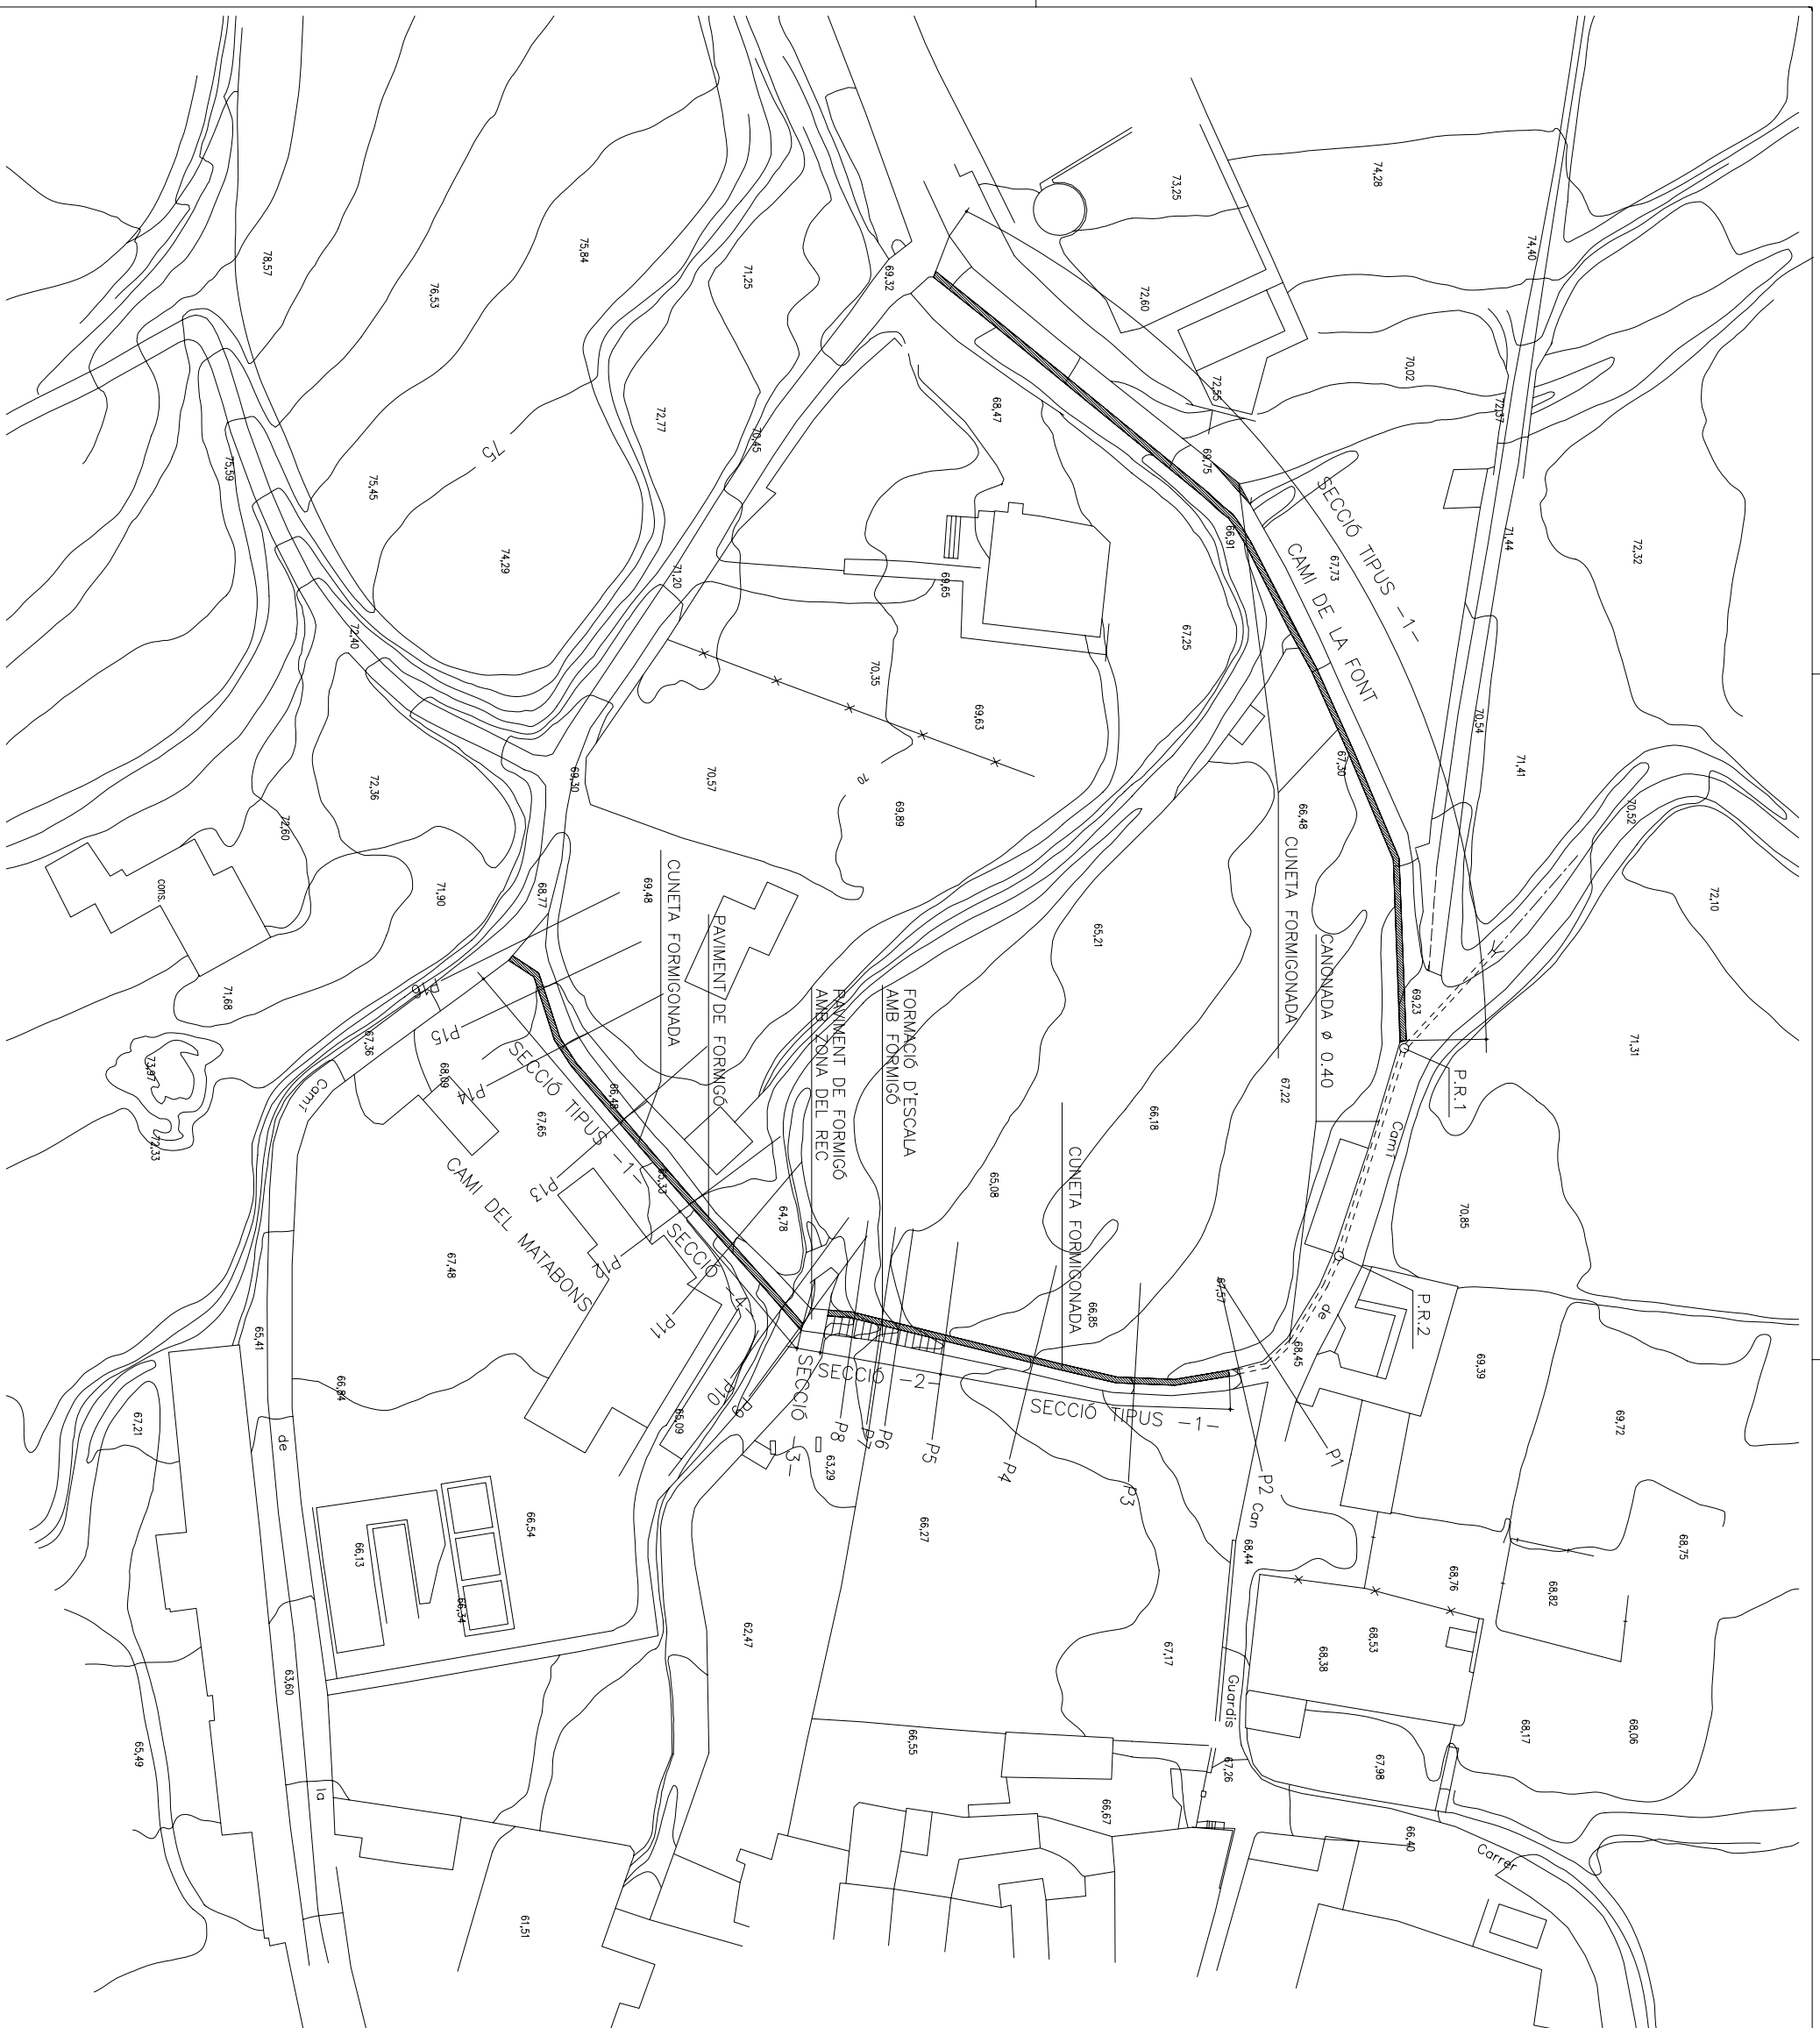 74,28
73,25
74,40
78,57
75,84
71,25
69,32
76,53
72,60
70,02
72,55
72,37
72,77
68,47
70,45
75
75,59
75,45
69,75
SECCIÓ TIPUS -1-
66,91
71,44
72,32
74,29
71,20
69,65
67,73
CAMI DE LA FONT
67,25
72,40
70,35
69,63
70,54
71,41
67,30
72,36
69,30
70,57
70
69,89
66,48
70,52
72,60
cons.
71,90
68,77
69,48
CUNETA FORMIGONADA
PAVIMENT DE FORMIGÓ
65,21
CUNETA FORMIGONADA
CANONADA ø 0.40
72,10
71,68
P16
P15
P14
69,23
P.R.1
71,31
PAVIMENT DE FORMIGÓ
AMB ZONA DEL REC
FORMACIÓ D'ESCALA
AMB FORMIGÓ
67,36
68,09
73,97
72,33
Camí
SECCIÓ TIPUS -1-
66,48
67,65
67,22
66,18
Camí
CUNETA FORMIGONADA
65,33
P13
65,08
64,78
70,85
CAMI DEL MATABONS
SECCIÓ -4-
P12
67,48
P11
67,57
66,85
de
P.R.2
65,41
68,45
69,39
66,84
P10
P9
SECCIÓ -3-
SECCIÓ -2-
SECCIÓ TIPUS -1-
P8
P7
P6
P5
P4
P3
P2
P1
67,21
de
65,09
63,29
69,72
66,54
66,27
Can
68,44
68,75
66,13
66,34
68,76
68,82
62,47
67,17
68,38
68,53
63,60
Guardis
68,17
68,06
65,49
66,55
67,26
67,98
la
66,67
66,40
Carrer
61,51